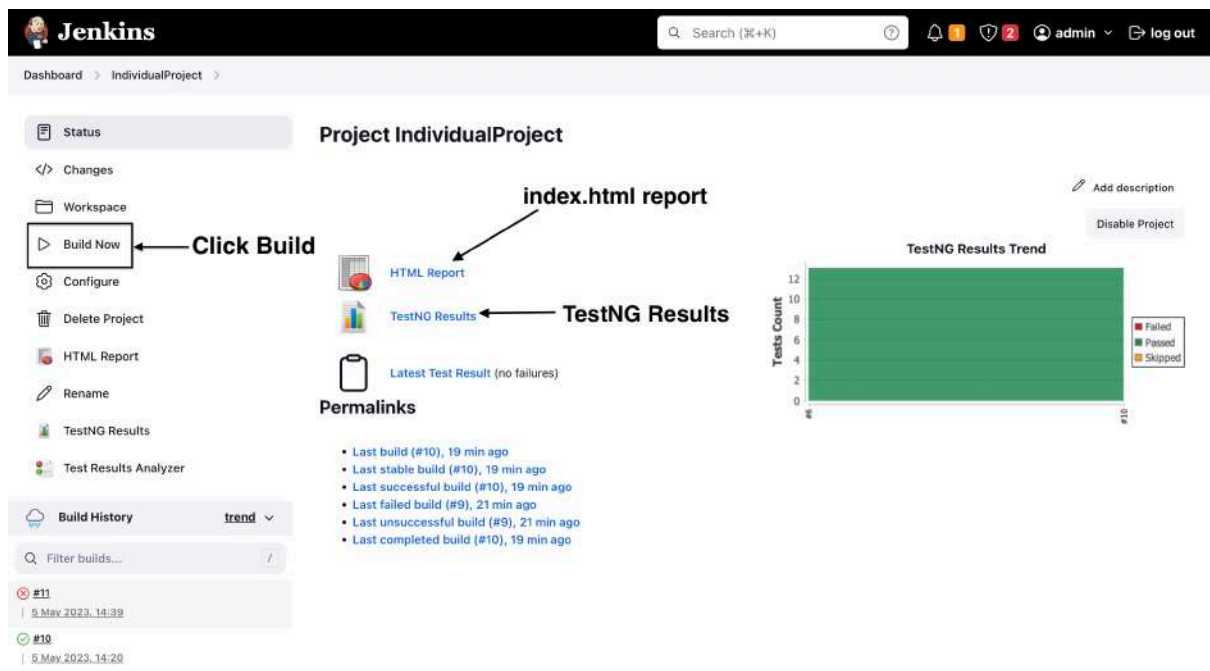 Jenkins
Search (⌘+K)
1
2
admin
log out
Dashboard > IndividualProject >
Status
Changes
Workspace
Build Now
Configure
Delete Project
HTML Report
Rename
TestNG Results
Test Results Analyzer
Build History
trend
Filter builds...
/
#11
5 May 2023, 14:39
#10
5 May 2023, 14:20
Click Build
Project IndividualProject
Add description
Disable Project
index.html report
HTML Report
TestNG Results
TestNG Results
Latest Test Result (no failures)
TestNG Results Trend
Tests Count
12
10
8
6
4
2
0
#6
#10
Failed
Passed
Skipped
Permalinks
• Last build (#10), 19 min ago
• Last stable build (#10), 19 min ago
• Last successful build (#10), 19 min ago
• Last failed build (#9), 21 min ago
• Last unsuccessful build (#9), 21 min ago
• Last completed build (#10), 19 min ago